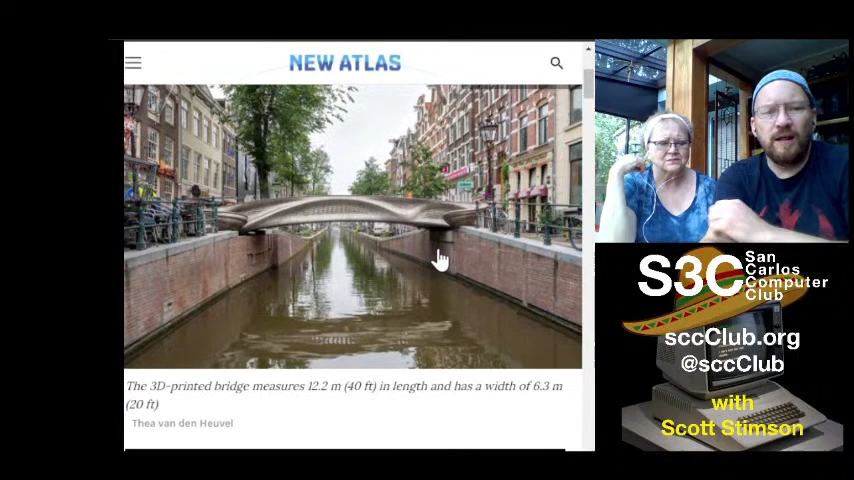 NEW ATLAS
The 3D-printed bridge measures 12.2 m (40 ft) in length and has a width of 6.3 m
(20 ft)
Thea van den Heuvel
S3C San
Carlos
Computer
Club
sccClub.org
@sccClub
with
Scott Stimson